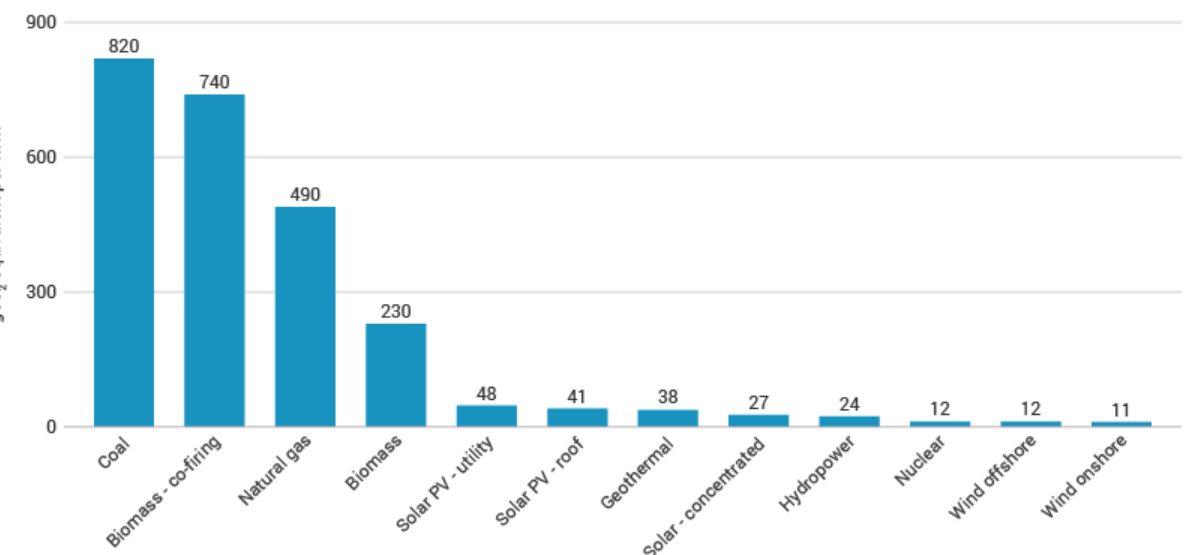 900
820
740
600
490
300
230
48
41
38
27
24
12
12
11
0
Coal
Biomass - co-firing
Natural gas
Biomass
Solar PV - utility
Solar PV - roof
Geothermal
Solar - concentrated
Hydropower
Nuclear
Wind offshore
Wind onshore